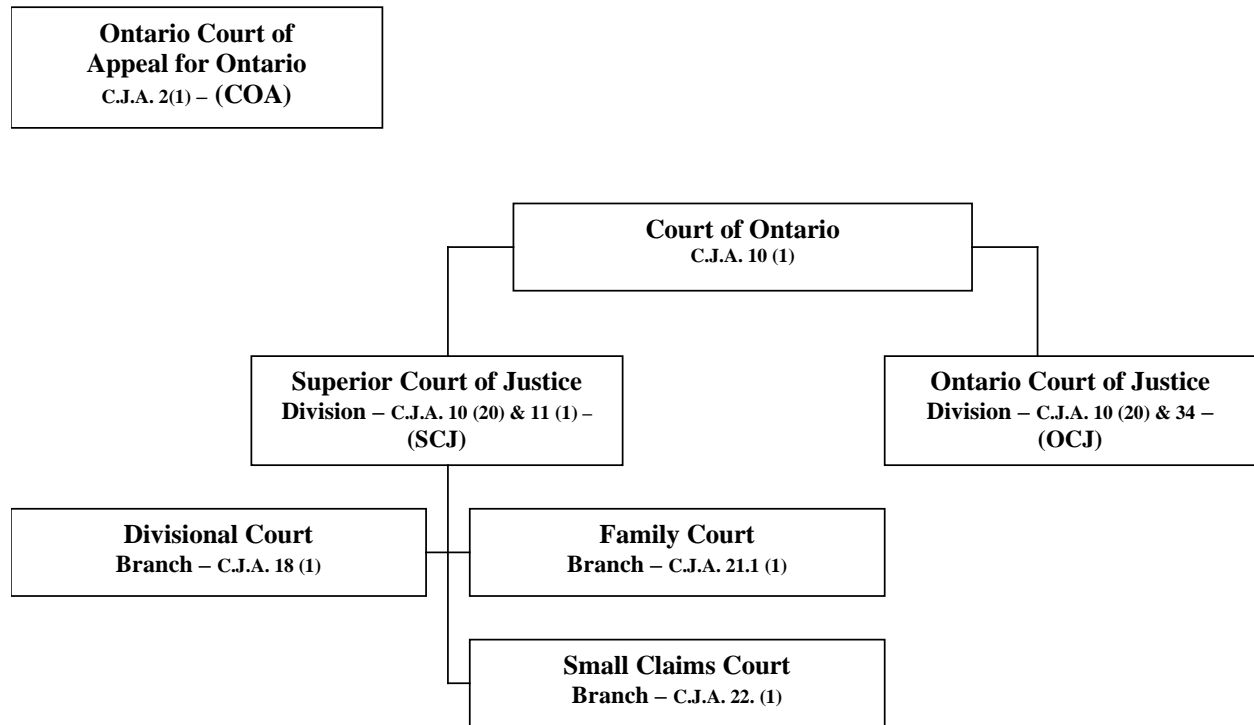 Ontario Court of
Appeal for Ontario
C.J.A. 2(1) – (COA)
Court of Ontario
C.J.A. 10 (1)
Superior Court of Justice
Division – C.J.A. 10 (20) & 11 (1) –
(SCJ)
Ontario Court of Justice
Division – C.J.A. 10 (20) & 34 –
(OCJ)
Divisional Court
Branch – C.J.A. 18 (1)
Family Court
Branch – C.J.A. 21.1 (1)
Small Claims Court
Branch – C.J.A. 22. (1)